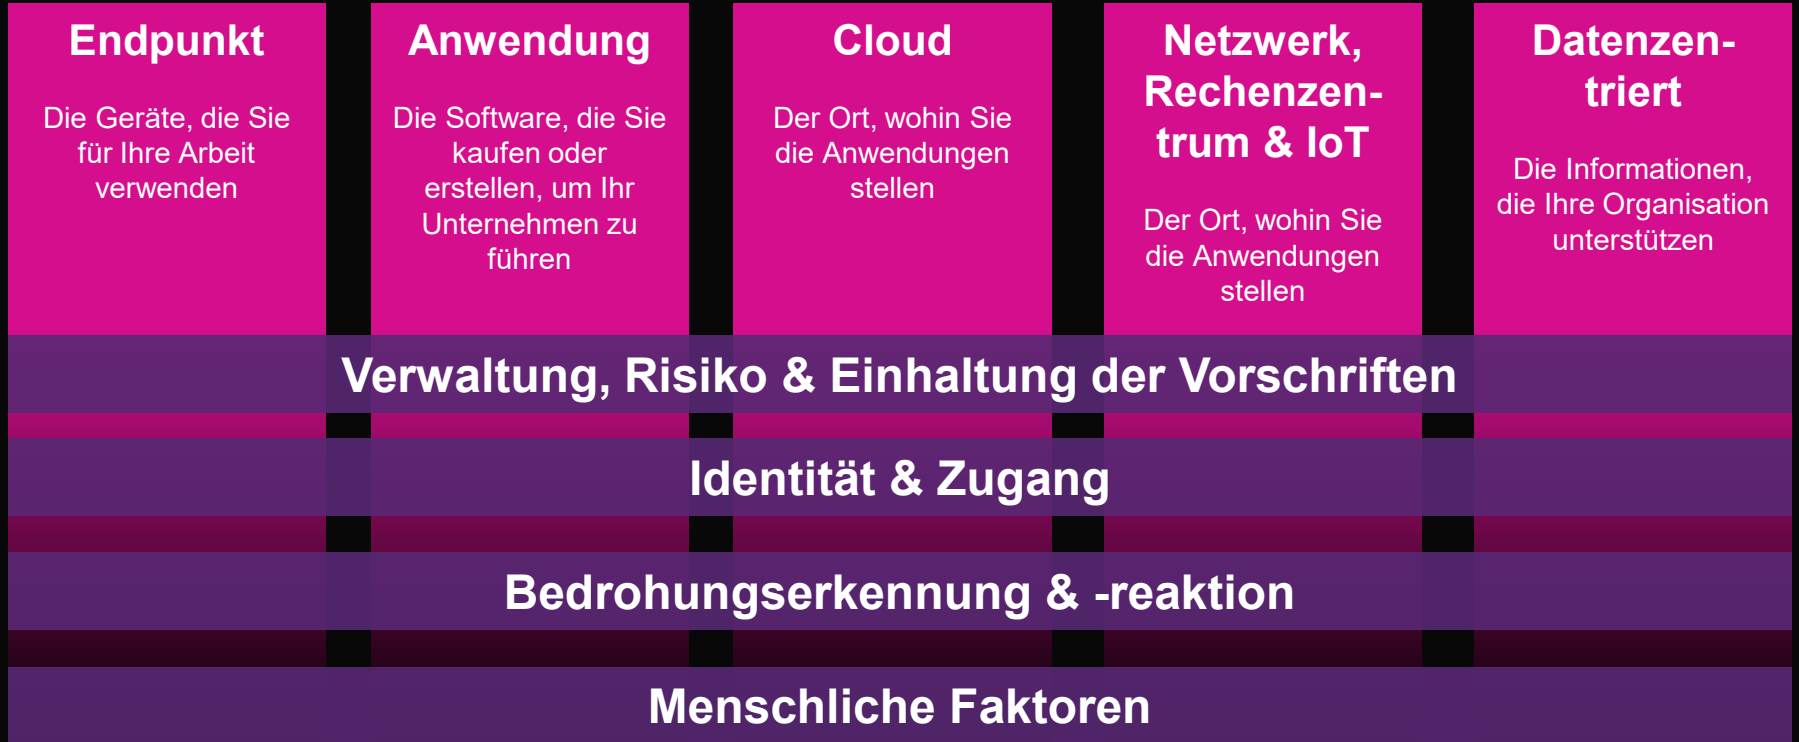 Endpunkt
Die Geräte, die Sie
für Ihre Arbeit
verwenden
Anwendung
Die Software, die Sie
kaufen oder
erstellen, um Ihr
Unternehmen zu
führen
Cloud
Der Ort, wohin Sie
die Anwendungen
stellen
Netzwerk,
Rechenzen-
trum & IoT
Der Ort, wohin Sie
die Anwendungen
stellen
Datenzen-
triert
Die Informationen,
die Ihre Organisation
unterstützen
Verwaltung, Risiko & Einhaltung der Vorschriften
Identität & Zugang
Bedrohungserkennung & -reaktion
Menschliche Faktoren